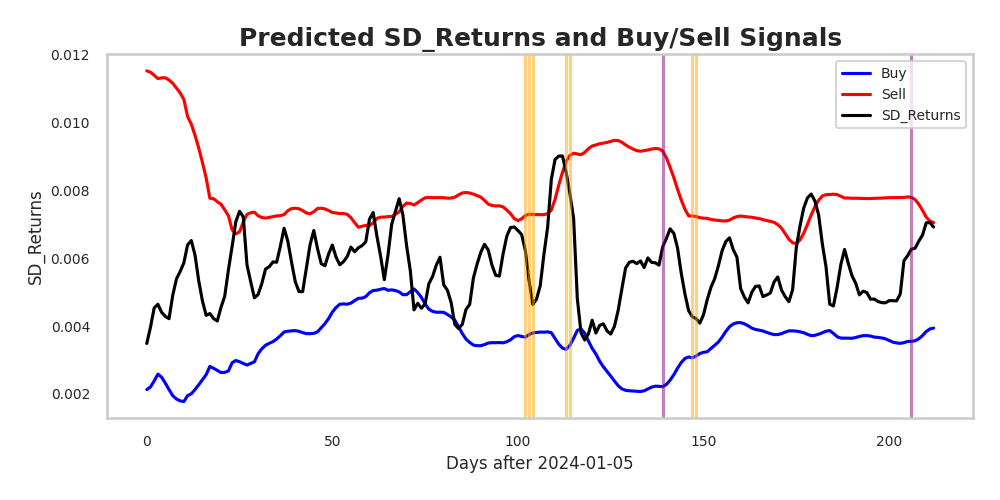 Predicted SD_Returns and Buy/Sell Signals
0.012
0.010
0.008
0.006
0.004
0.002
SD_Returns
Buy
Sell
SD_Returns
0
50
100
150
200
Days after 2024-01-05